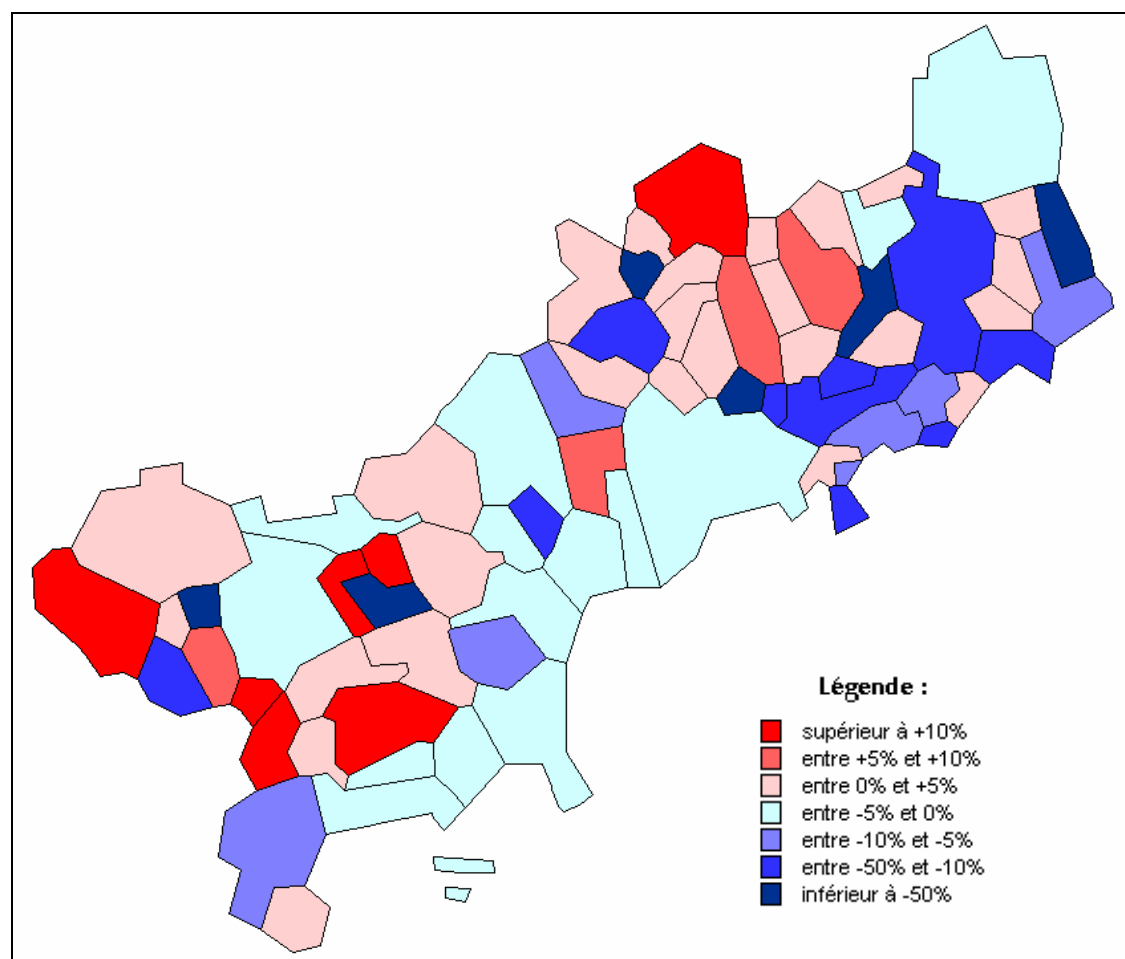 Légende :
supérieur à +10%
entre +5% et +10%
entre 0% et +5%
entre -5% et 0%
entre -10% et -5%
entre -50% et -10%
inférieur à -50%